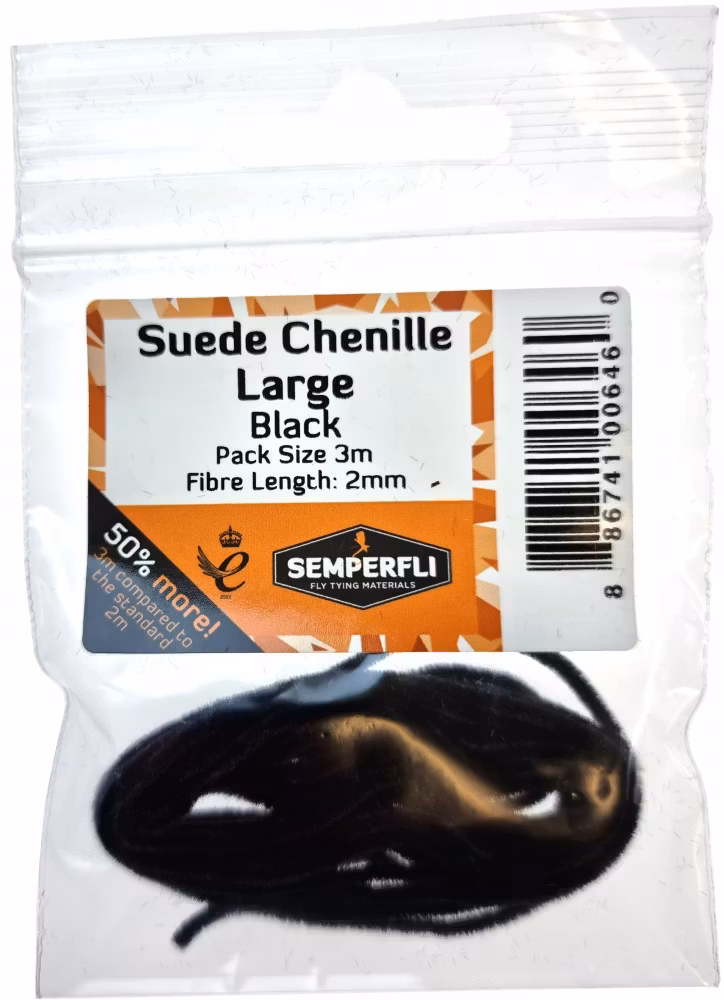 Suede Chenille
Large
Black
Pack Size 3m
Fibre Length: 2mm
50% more!
3m compared to
the standard
2m
SEMPERFLI
FLY TYING MATERIALS
8 86741 00646 0